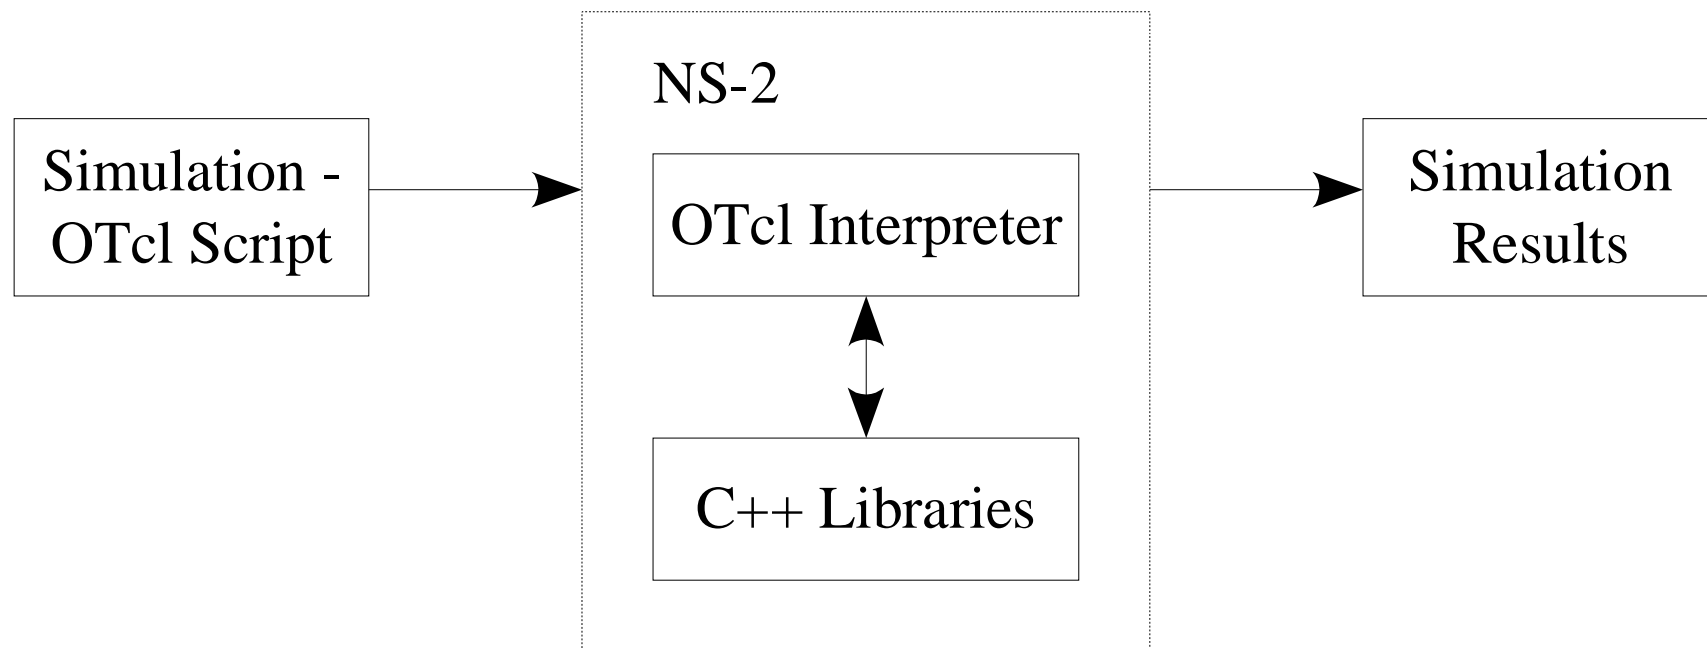 Simulation -
OTcl Script
NS-2
OTcl Interpreter
C++ Libraries
Simulation
Results